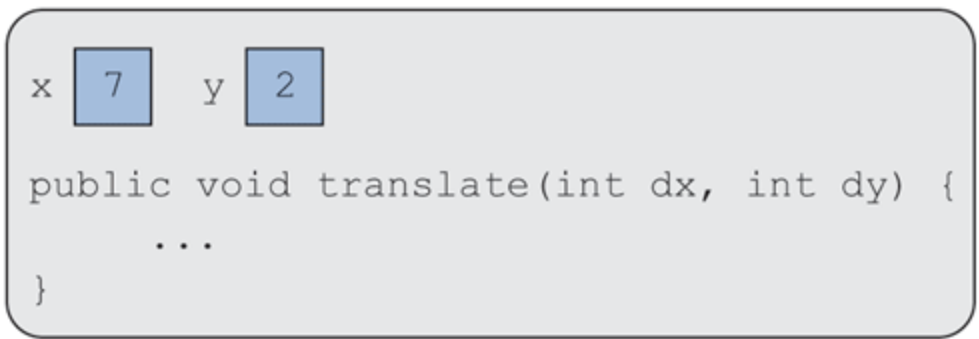 x 7 y 2
public void translate(int dx, int dy) {
...
}